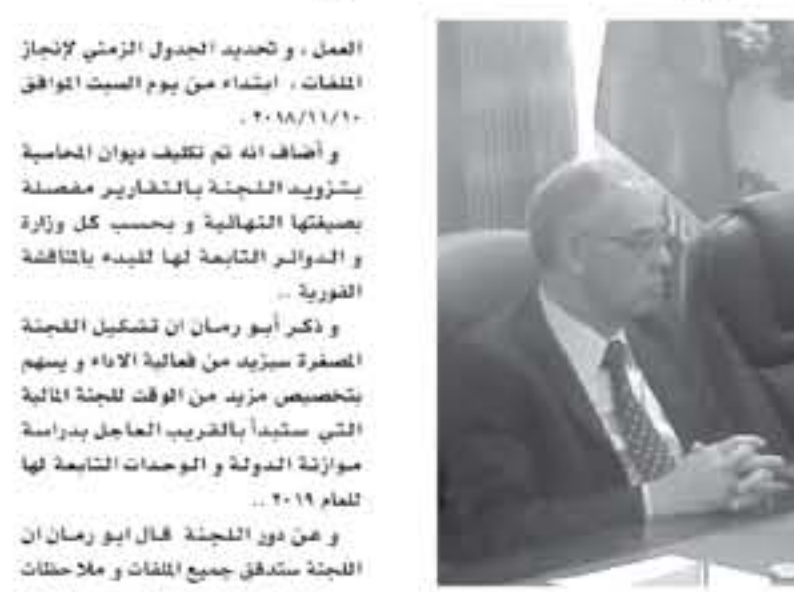 العمل ، و تحديد الجدول الزمني لإنجاز
الملفات ، ابتداء من يوم السبت الموافق
٢٠١٨/١١/١٠ .
و أضاف انه تم تكليف ديوان المحاسبة
بتزويد اللجنة بالتقارير مفصلة
بصيغتها النهائية و بحسب كل وزارة
و الدوائر التابعة لها للبدء بالمناقشة
الفورية ..
و ذكر أبو رمان ان تشكيل اللجنة
المصغرة سيزيد من فعالية الاداء و يسهم
بتخصيص مزيد من الوقت للجنة المالية
التي ستبدأ بالقريب العاجل بدراسة
موازنة الدولة و الوحدات التابعة لها
للعام ٢٠١٩ ..
و عن دور اللجنة قال ابو رمان ان
اللجنة ستدقق جميع الملفات و ملاحظات